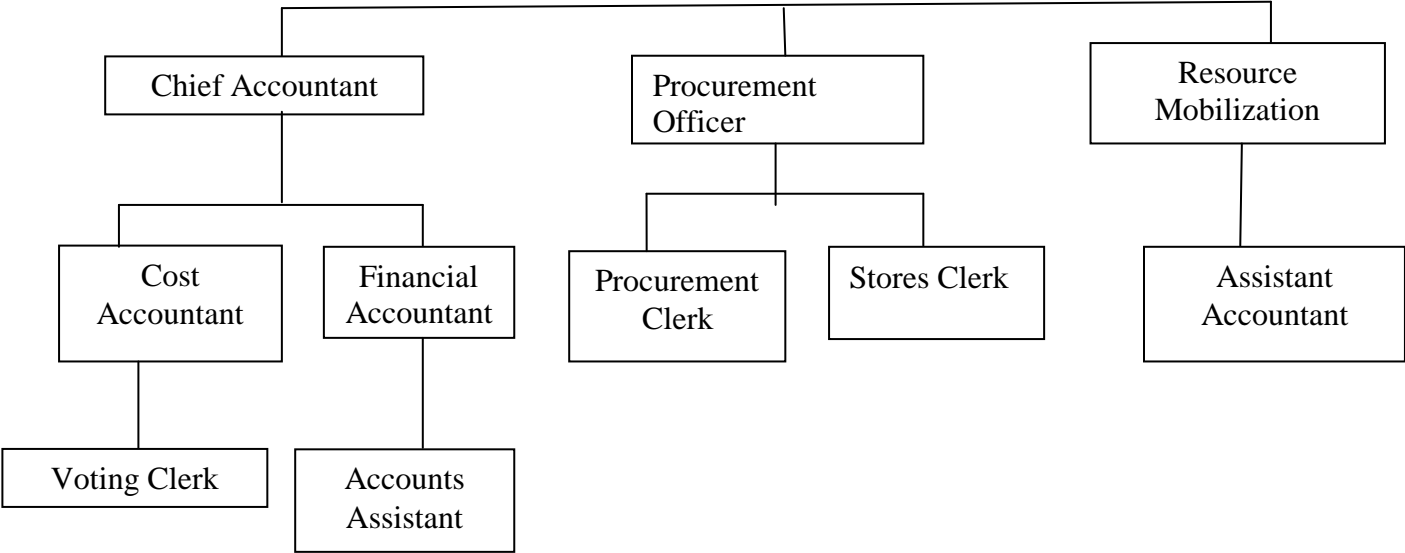 Chief Accountant
Procurement
Officer
Resource
Mobilization
Cost
Accountant
Financial
Accountant
Procurement
Clerk
Stores Clerk
Assistant
Accountant
Voting Clerk
Accounts
Assistant